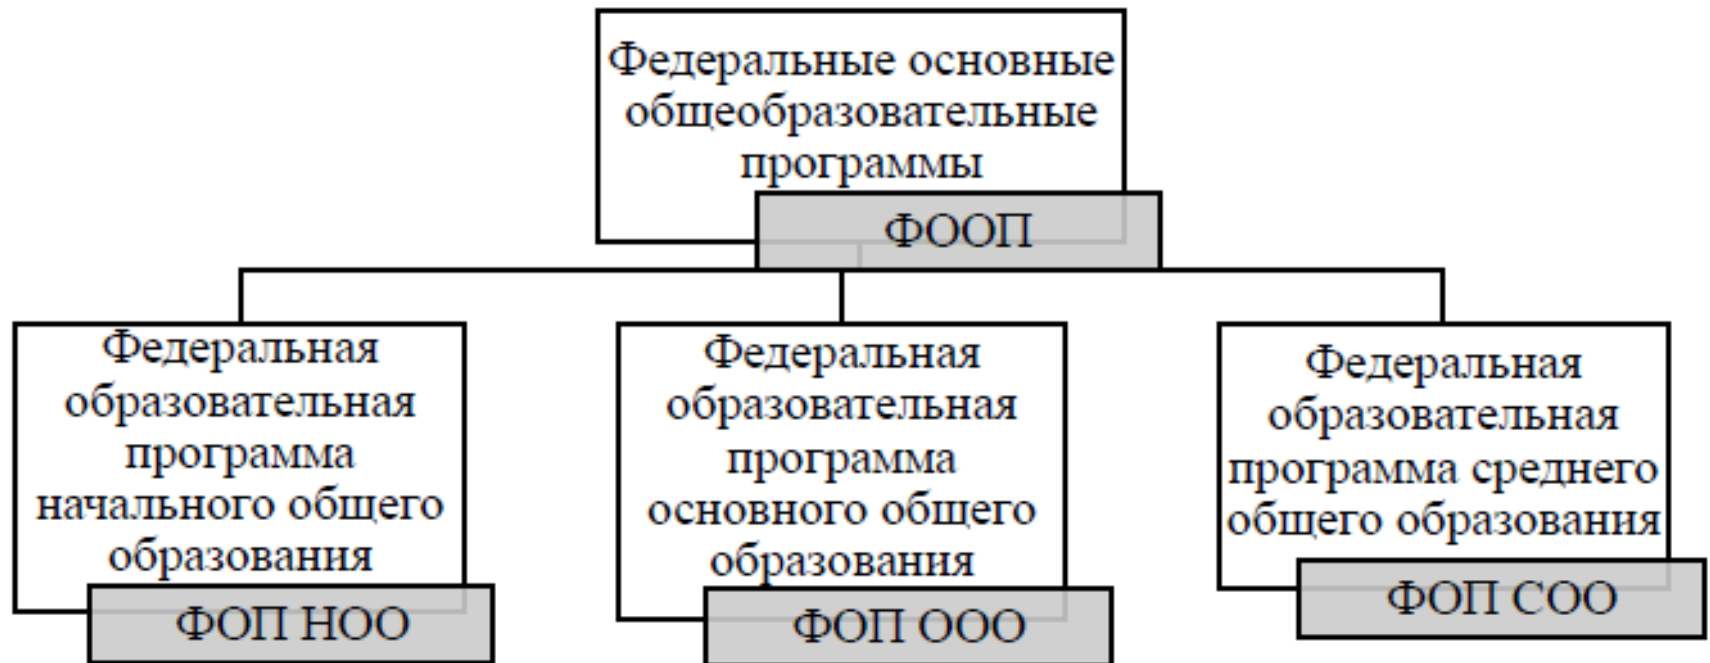 Федеральные основные
общеобразовательные
программы
ФООП
Федеральная
образовательная
программа
начального общего
образования
ФОП НОО
Федеральная
образовательная
программа
основного общего
образования
ФОП ООО
Федеральная
образовательная
программа среднего
общего образования
ФОП СОО